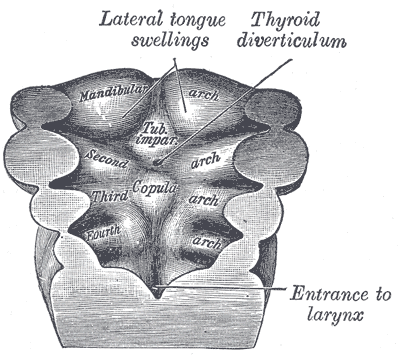 Lateral tongue
swellings
Thyroid
diverticulum
Mandibular arch
Tub.
impar.
Second arch
Copula
Third arch
Fourth arch
Entrance to
larynx